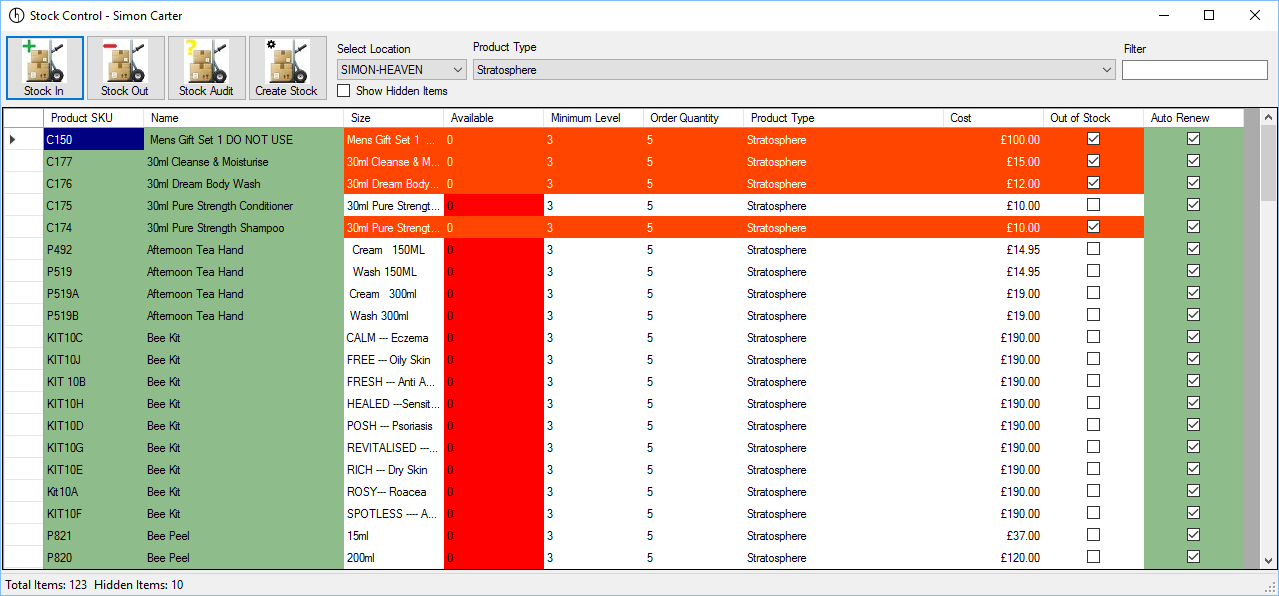 Stock Control - Simon Carter
Stock In Stock Out Stock Audit Create Stock
Select Location Product Type Filter
SIMON-HEAVEN Stratosphere
Show Hidden Items
Product SKU Name Size Available Minimum Level Order Quantity Product Type Cost Out of Stock Auto Renew
C150 Mens Gift Set 1 DO NOT USE Mens Gift Set 1 ... 0 3 5 Stratosphere £100.00
C177 30ml Cleanse & Moisturise 30ml Cleanse & M... 0 3 5 Stratosphere £15.00
C176 30ml Dream Body Wash 30ml Dream Body... 0 3 5 Stratosphere £12.00
C175 30ml Pure Strength Conditioner 30ml Pure Strengt... 0 3 5 Stratosphere £10.00
C174 30ml Pure Strength Shampoo 30ml Pure Strengt... 0 3 5 Stratosphere £10.00
P492 Afternoon Tea Hand Cream 150ML 0 3 5 Stratosphere £14.95
P519 Afternoon Tea Hand Wash 150ML 0 3 5 Stratosphere £14.95
P519A Afternoon Tea Hand Cream 300ml 0 3 5 Stratosphere £19.00
P519B Afternoon Tea Hand Wash 300ml 0 3 5 Stratosphere £19.00
KIT10C Bee Kit CALM --- Eczema 0 3 5 Stratosphere £190.00
KIT10J Bee Kit FREE --- Oily Skin 0 3 5 Stratosphere £190.00
KIT 10B Bee Kit FRESH --- Anti A... 0 3 5 Stratosphere £190.00
KIT10H Bee Kit HEALED ---Sensit... 0 3 5 Stratosphere £190.00
KIT10D Bee Kit POSH --- Psoriasis 0 3 5 Stratosphere £190.00
KIT10G Bee Kit REVITALISED ---... 0 3 5 Stratosphere £190.00
KIT10E Bee Kit RICH --- Dry Skin 0 3 5 Stratosphere £190.00
Kit10A Bee Kit ROSY--- Roacea 0 3 5 Stratosphere £190.00
KIT10F Bee Kit SPOTLESS ---- A... 0 3 5 Stratosphere £190.00
P821 Bee Peel 15ml 0 3 5 Stratosphere £37.00
P820 Bee Peel 200ml 0 3 5 Stratosphere £120.00
Total Items: 123 Hidden Items: 10